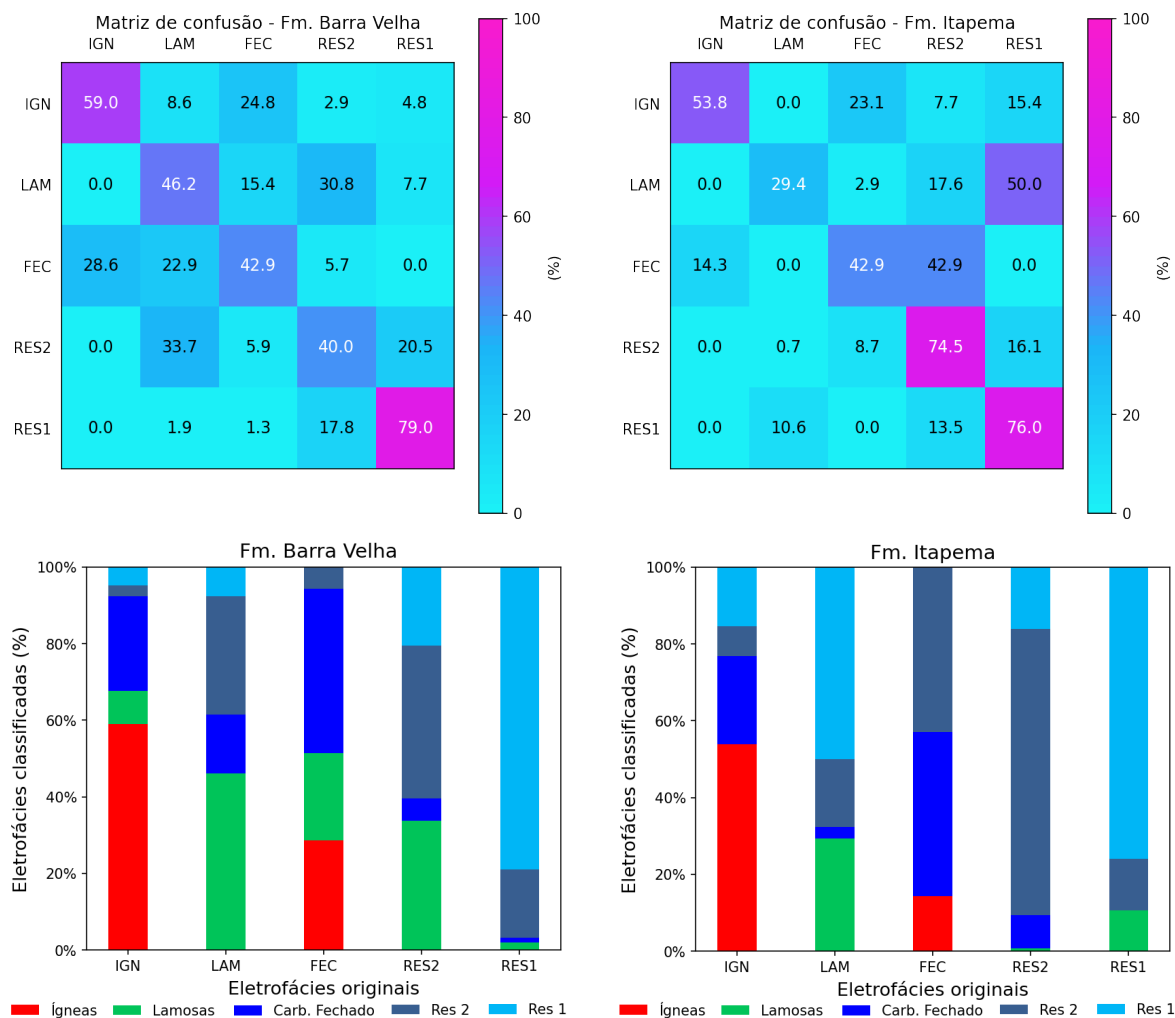 Matriz de confusão - Fm. Barra Velha
IGN LAM FEC RES2 RES1
IGN 59.0 8.6 24.8 2.9 4.8
LAM 0.0 46.2 15.4 30.8 7.7
FEC 28.6 22.9 42.9 5.7 0.0
RES2 0.0 33.7 5.9 40.0 20.5
RES1 0.0 1.9 1.3 17.8 79.0
100
80
60
40
20
0
(%)
Matriz de confusão - Fm. Itapema
IGN LAM FEC RES2 RES1
IGN 53.8 0.0 23.1 7.7 15.4
LAM 0.0 29.4 2.9 17.6 50.0
FEC 14.3 0.0 42.9 42.9 0.0
RES2 0.0 0.7 8.7 74.5 16.1
RES1 0.0 10.6 0.0 13.5 76.0
100
80
60
40
20
0
(%)
Fm. Barra Velha
Eletrofácies classificadas (%)
100%
80%
60%
40%
20%
0%
IGN LAM FEC RES2 RES1
Eletrofácies originais
Ígneas Lamosas Carb. Fechado Res 2 Res 1
Fm. Itapema
Eletrofácies classificadas (%)
100%
80%
60%
40%
20%
0%
IGN LAM FEC RES2 RES1
Eletrofácies originais
Ígneas Lamosas Carb. Fechado Res 2 Res 1